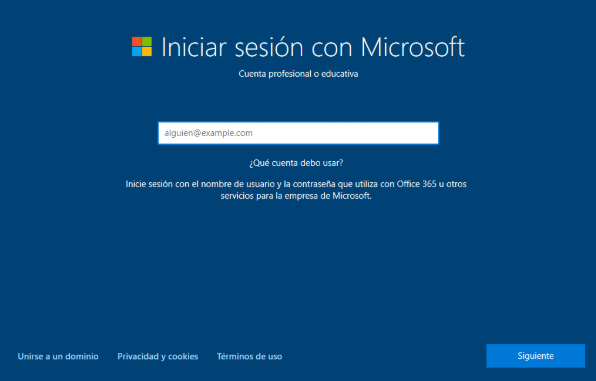 Iniciar sesión con Microsoft
Cuenta profesional o educativa
alguien@example.com
¿Qué cuenta debo usar?
Inicie sesión con el nombre de usuario y la contraseña que utiliza con Office 365 u otros
servicios para la empresa de Microsoft.
Unirse a un dominio
Privacidad y cookies
Términos de uso
Siguiente